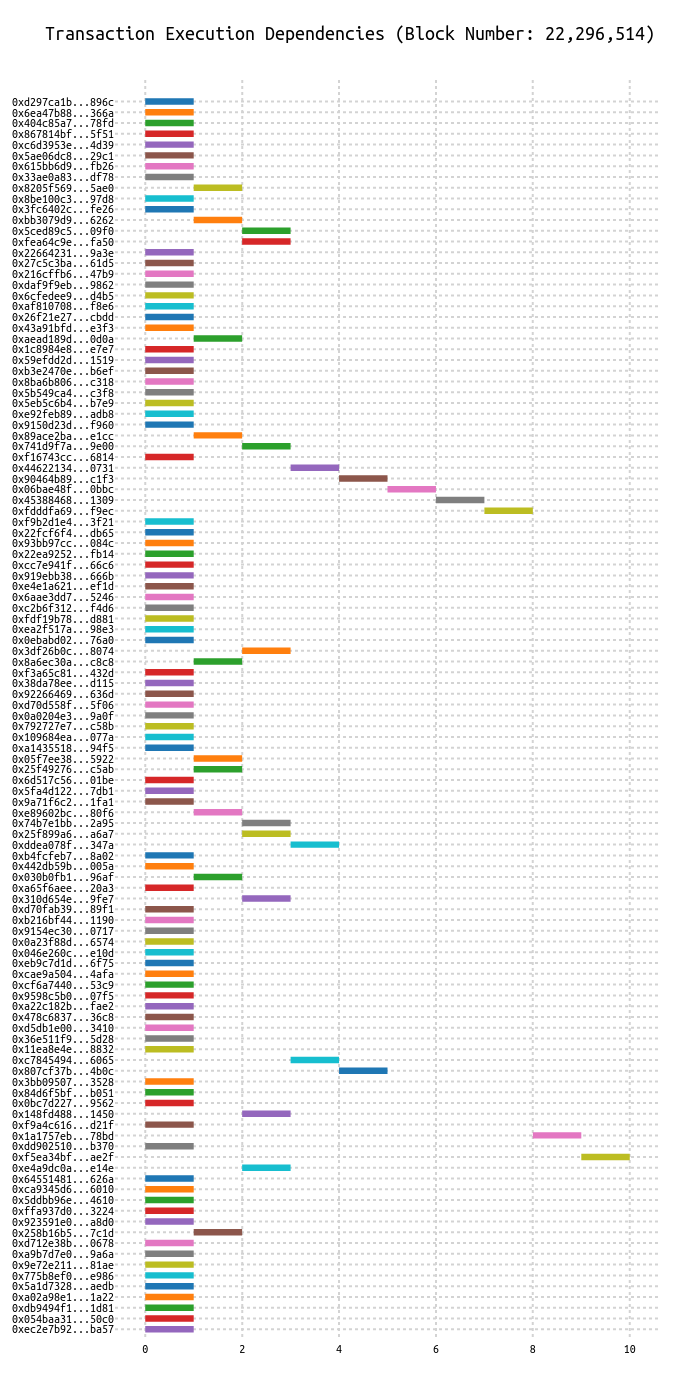 Transaction Execution Dependencies (Block Number: 22,296,514)
0xd297ca1b...896c
0x6ea47b88...366a
0x404c85a7...78fd
0x867814bf...5f51
0xc6d3953e...4d39
0x5ae06dc8...29c1
0x615bb6d9...fb26
0x33ae0a83...df78
0x8205f569...5ae0
0x8be100c3...97d8
0x3fc6402c...fe26
0xbb3079d9...6262
0x5ced89c5...09f0
0xfea64c9e...fa50
0x22664231...9a3e
0x27c5c3ba...61d5
0x216cffb6...47b9
0xdaf9f9eb...9862
0x6cfedee9...d4b5
0xaf810708...f8e6
0x26f21e27...cbdd
0x43a91bfd...e3f3
0xaead189d...0d0a
0x1c8984e8...e7e7
0x59efdd2d...1519
0xb3e2470e...b6ef
0x8ba6b806...c318
0x5b549ca4...c3f8
0x5eb5c6b4...b7e9
0xe92feb89...adb8
0x9150d23d...f960
0x89ace2ba...e1cc
0x741d9f7a...9e00
0xf16743cc...6814
0x44622134...0731
0x90464b89...c1f3
0x06bae48f...0bbc
0x45388468...1309
0xfdddfa69...f9ec
0xf9b2d1e4...3f21
0x22fcf6f4...db65
0x93bb97cc...084c
0x22ea9252...fb14
0xcc7e941f...66c6
0x919ebb38...666b
0xe4e1a621...ef1d
0x6aae3dd7...5246
0xc2b6f312...f4d6
0xfdf19b78...d881
0xea2f517a...98e3
0x0ebabd02...76a0
0x3df26b0c...8074
0x8a6ec30a...c8c8
0xf3a65c81...432d
0x38da78ee...d115
0x92266469...636d
0xd70d558f...5f06
0x0a0204e3...9a0f
0x792727e7...c58b
0x109684ea...077a
0xa1435518...94f5
0x05f7ee38...5922
0x25f49276...c5ab
0x6d517c56...01be
0x5fa4d122...7db1
0x9a71f6c2...1fa1
0xe89602bc...80f6
0x74b7e1bb...2a95
0x25f899a6...a6a7
0xddea078f...347a
0xb4fcfeb7...8a02
0x442db59b...005a
0x030b0fb1...96af
0xa65f6aee...20a3
0x310d654e...9fe7
0xd70fab39...89f1
0xb216bf44...1190
0x9154ec30...0717
0x0a23f88d...6574
0x046e260c...e10d
0xeb9c7d1d...6f75
0xcae9a504...4afa
0xcf6a7440...53c9
0x9598c5b0...07f5
0xa22c182b...fae2
0x478c6837...36c8
0xd5db1e00...3410
0x36e511f9...5d28
0x11ea8e4e...8832
0xc7845494...6065
0x807cf37b...4b0c
0x3bb09507...3528
0x84d6f5bf...b051
0x0bc7d227...9562
0x148fd488...1450
0xf9a4c616...d21f
0x1a1757eb...78bd
0xdd902510...b370
0xf5ea34bf...ae2f
0xe4a9dc0a...e14e
0x64551481...626a
0xca9345d6...6010
0x5ddbb96e...4610
0xffa937d0...3224
0x923591e0...a8d0
0x258b16b5...7c1d
0xd712e38b...0678
0xa9b7d7e0...9a6a
0x9e72e211...81ae
0x775b8ef0...e986
0x5a1d7328...aedb
0xa02a98e1...1a22
0xdb9494f1...1d81
0x054baa31...50c0
0xec2e7b92...ba57
0 2 4 6 8 10